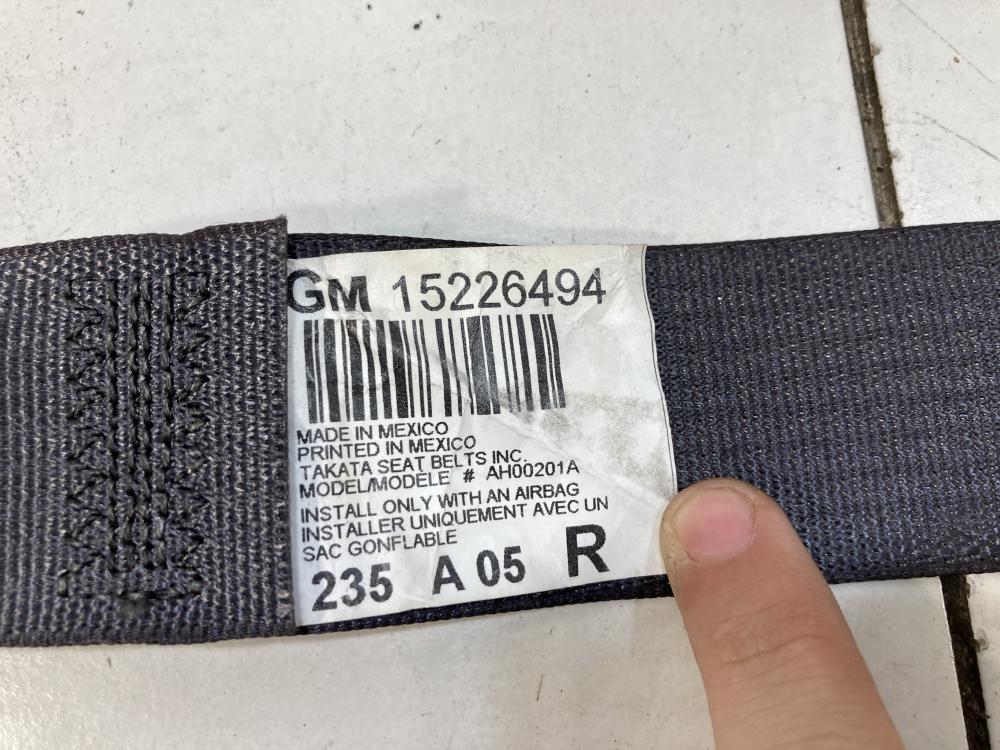 GM 15226494
MADE IN MEXICO
PRINTED IN MEXICO
TAKATA SEAT BELTS INC.
MODEL/MODELE # AH00201A
INSTALL ONLY WITH AN AIRBAG
INSTALLER UNIQUEMENT AVEC UN
SAC GONFLABLE
235 A 05 R